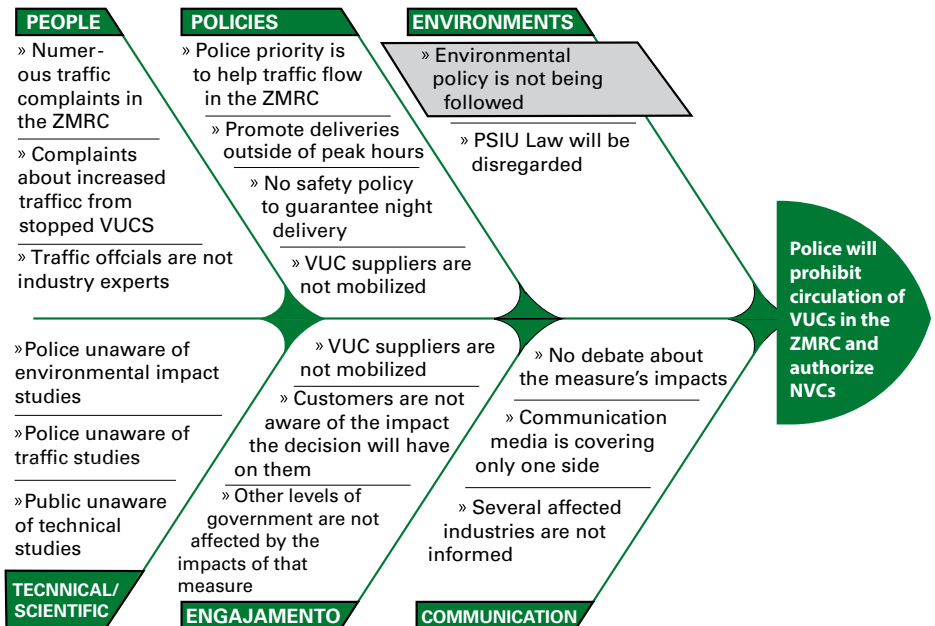 PEOPLE
» Numer-
ous traffic
complaints in
the ZMRC
» Complaints
about increased
trafficc from
stopped VUCS
» Traffic offcials are not
industry experts
POLICIES
» Police priority is
to help traffic flow
in the ZMRC
» Promote deliveries
outside of peak hours
» No safety policy
to guarantee night
delivery
» VUC suppliers are
not mobilized
ENVIRONMENTS
» Environmental
policy is not being
followed
» PSIU Law will be
disregarded
Police will
prohibit
circulation of
VUCs in the
ZMRC and
authorize
NVCs
»Police unaware of
environmental impact
studies
»Police unaware of
traffic studies
»Public unaware
of technical
studies
TECNNICAL/
SCIENTIFIC
» VUC suppliers are
not mobilized
» Customers are not
aware of the impact
the decision will have
on them
» Other levels of
government are not
affected by the
impacts of that
measure
ENGAJAMENTO
» No debate about
the measure's impacts
» Communication
media is covering
only one side
» Several affected
industries are not
informed
COMMUNICATION